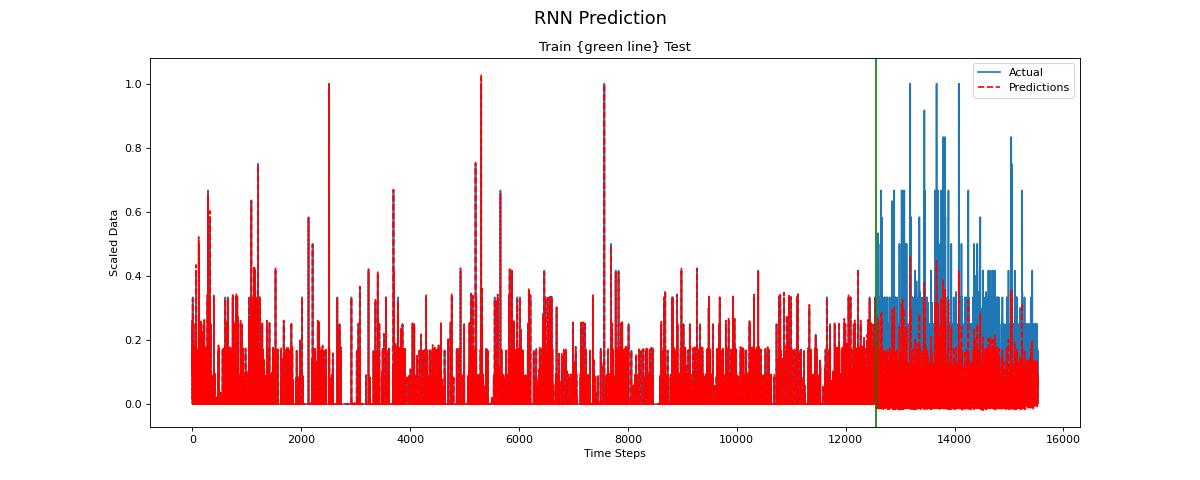 RNN Prediction
Train {green line} Test
Actual
Predictions
1.0
0.8
0.6
0.4
0.2
0.0
Scaled Data
0 2000 4000 6000 8000 10000 12000 14000 16000
Time Steps